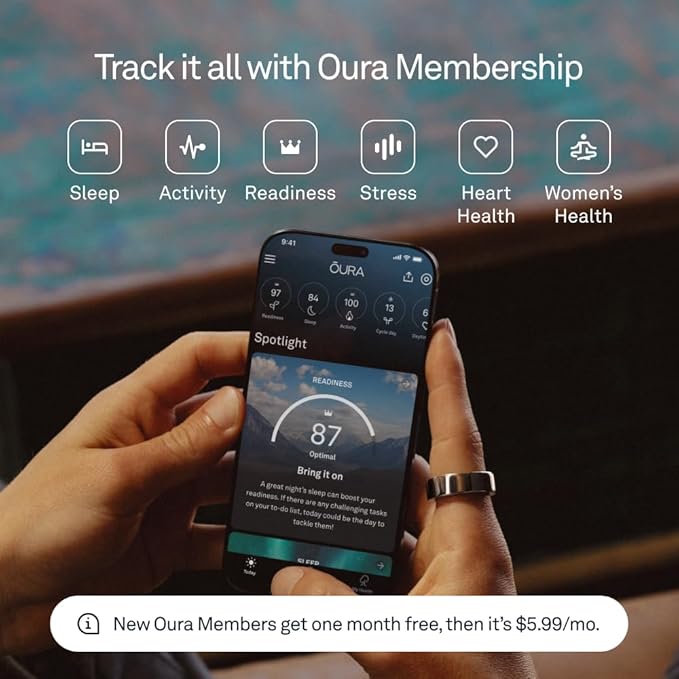 Track it all with Oura Membership
Sleep
Activity
Readiness
Stress
Heart
Health
Women's
Health
9:41
ŌURA
97
Readiness
84
Sleep
100
Activity
13
Cycle day
6
Spotlight
READINESS
87
Optimal
Bring it on
A great night's sleep can boost your
readiness. If there are any challenging tasks
on your to-do list, today could be the day to
tackle them!
SLEEP
Today
New Oura Members get one month free, then it's $5.99/mo.